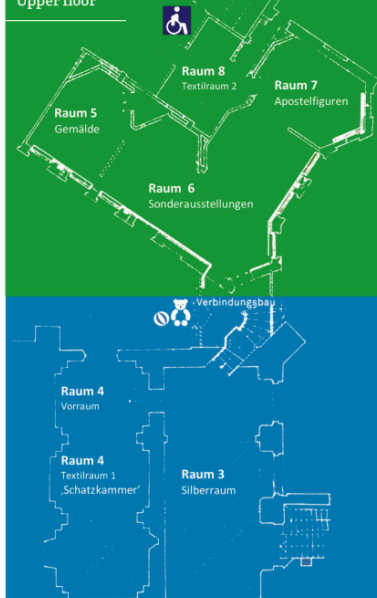 Upper floor
Raum 8
Textilraum 2
Raum 7
Apostelfiguren
Raum 5
Gemälde
Raum 6
Sonderausstellungen
Verbindungsbau
Raum 4
Vorraum
Raum 4
Textilraum 1
‚Schatzkammer'
Raum 3
Silberraum